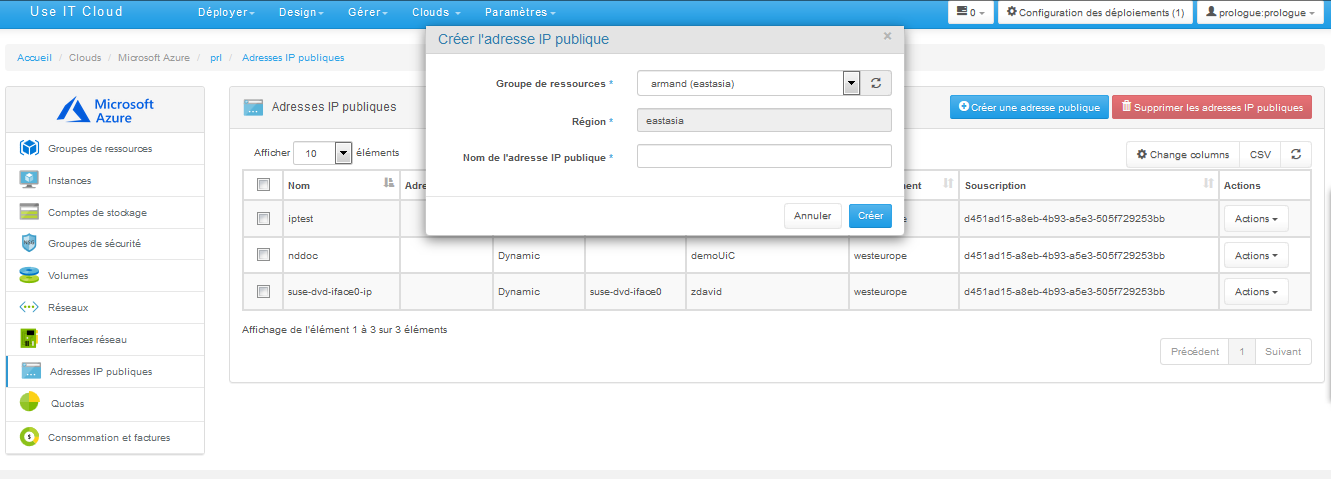 Use IT Cloud Déployer Design Gérer Clouds Paramètres 0 Configuration des déploiements (1) prologue:prologue
Créer l'adresse IP publique ×
Accueil / Clouds / Microsoft Azure / prl / Adresses IP publiques
Groupe de ressources * armand (eastasia)
Région * eastasia
Nom de l'adresse IP publique *
Annuler Créer
Microsoft
Azure
Groupes de ressources
Instances
Comptes de stockage
Groupes de sécurité
Volumes
Réseaux
Interfaces réseau
Adresses IP publiques
Quotas
Consommation et factures
Adresses IP publiques Créer une adresse publique Supprimer les adresses IP publiques
Afficher 10 éléments Change columns CSV
Nom Adre ment Souscription Actions
iptest e d451ad15-a8eb-4b93-a5e3-505f729253bb Actions
nddoc Dynamic demoUiC westeurope d451ad15-a8eb-4b93-a5e3-505f729253bb Actions
suse-dvd-iface0-ip Dynamic suse-dvd-iface0 zdavid westeurope d451ad15-a8eb-4b93-a5e3-505f729253bb Actions
Affichage de l'élément 1 à 3 sur 3 éléments
Précédent 1 Suivant